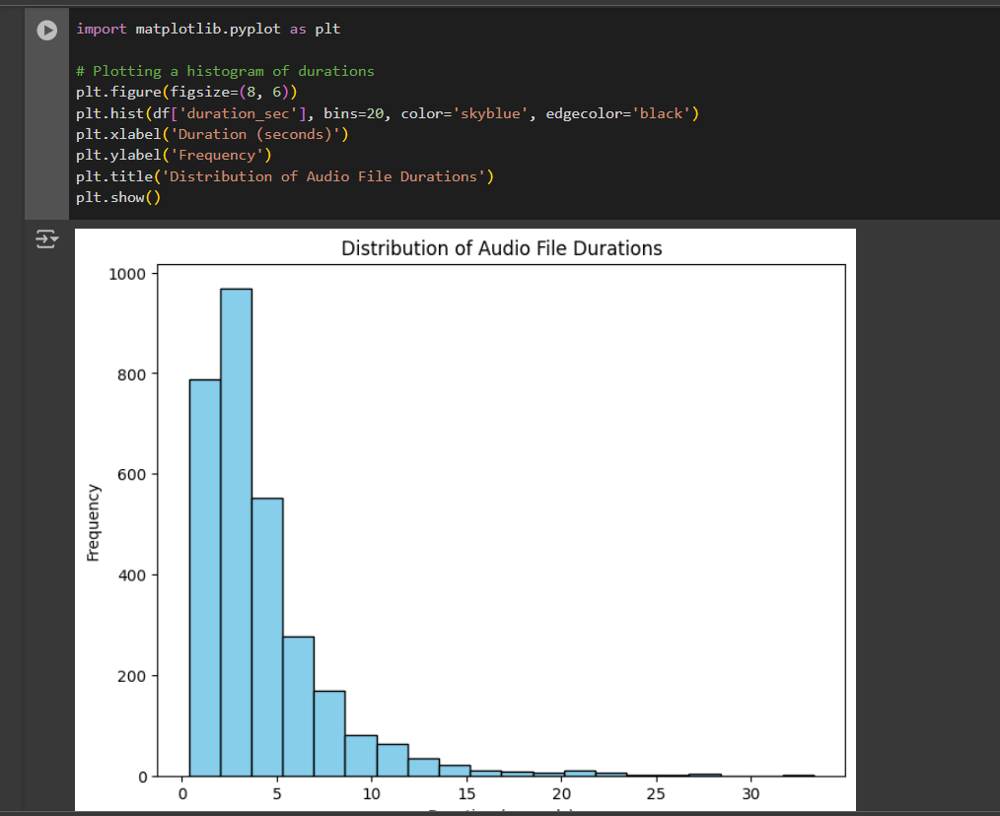 import matplotlib.pyplot as plt
# Plotting a histogram of durations
plt.figure(figsize=(8, 6))
plt.hist(df['duration_sec'], bins=20, color='skyblue', edgecolor='black')
plt.xlabel('Duration (seconds)')
plt.ylabel('Frequency')
plt.title('Distribution of Audio File Durations')
plt.show()
Distribution of Audio File Durations
1000
800
600
400
200
0
Frequency
0 5 10 15 20 25 30